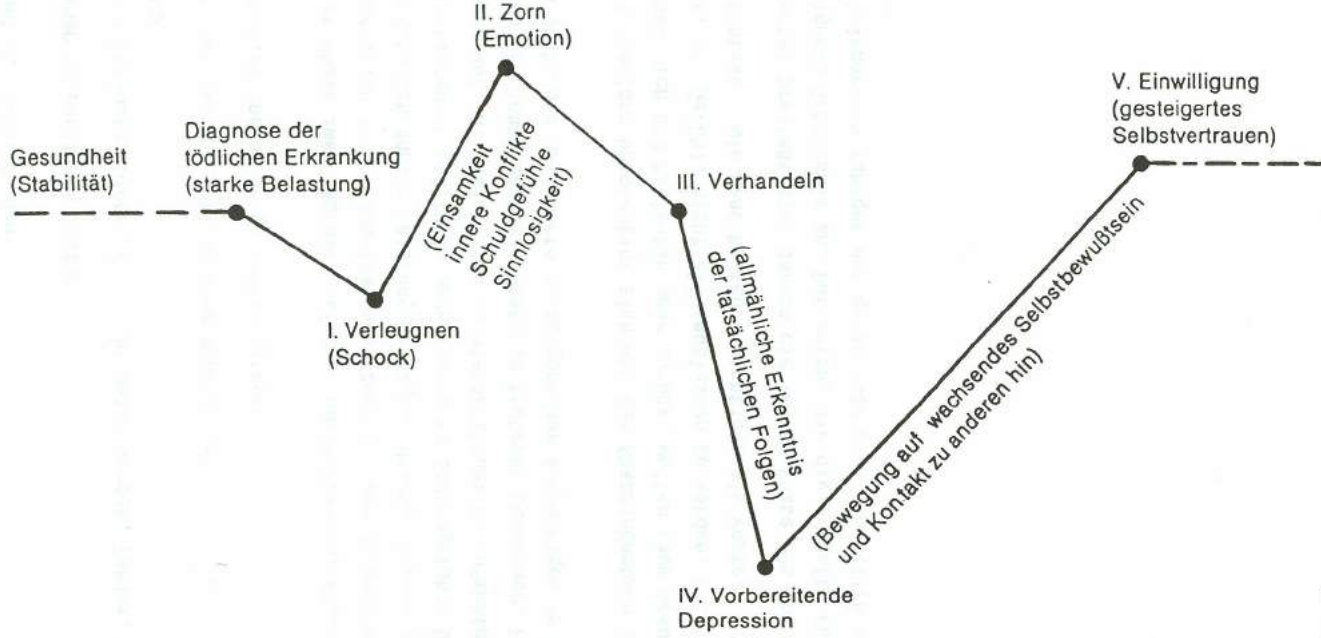 Gesundheit
(Stabilität)
Diagnose der
tödlichen Erkrankung
(starke Belastung)
I. Verleugnen
(Schock)
(Einsamkeit
innere Konflikte
Schuldgefühle
Sinnlosigkeit)
II. Zorn
(Emotion)
III. Verhandeln
(allmähliche Erkenntnis
der tatsächlichen Folgen)
IV. Vorbereitende
Depression
(Bewegung auf wachsendes Selbstbewußtsein
und Kontakt zu anderen hin)
V. Einwilligung
(gesteigertes
Selbstvertrauen)